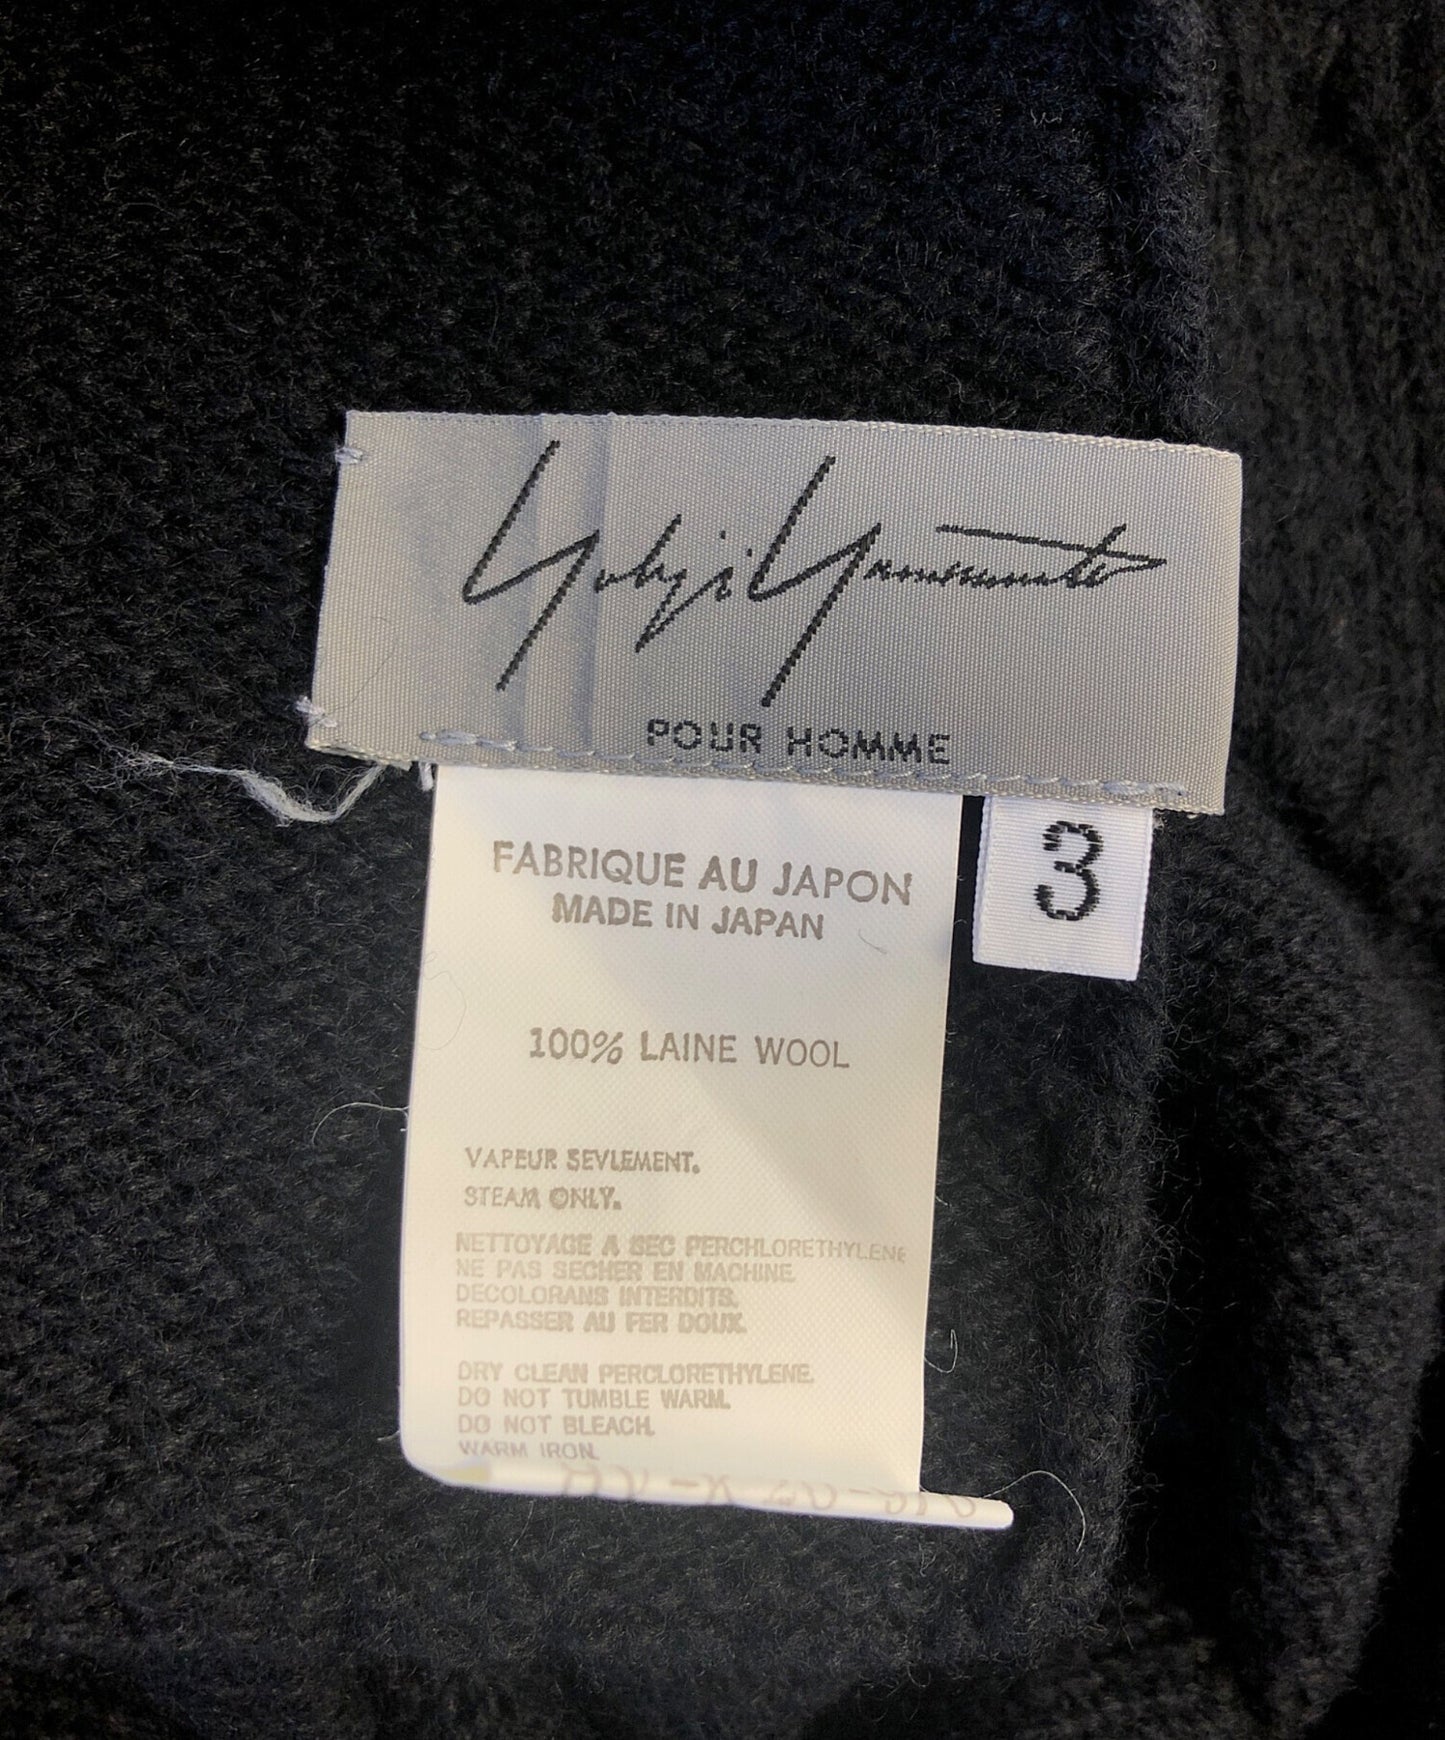 Yohji Yamamoto
POUR HOMME
3
FABRIQUE AU JAPON
MADE IN JAPAN
100% LAINE WOOL
VAPEUR SEVLEMENT.
STEAM ONLY.
NETTOYAGE A SEC PERCHLORETHYLENE
NE PAS SECHER EN MACHINE
DECOLORANS INTERDITS.
REPASSER AU FER DOUX.
DRY CLEAN PERCLORETHYLENE.
DO NOT TUMBLE WARM.
DO NOT BLEACH.
WARM IRON.